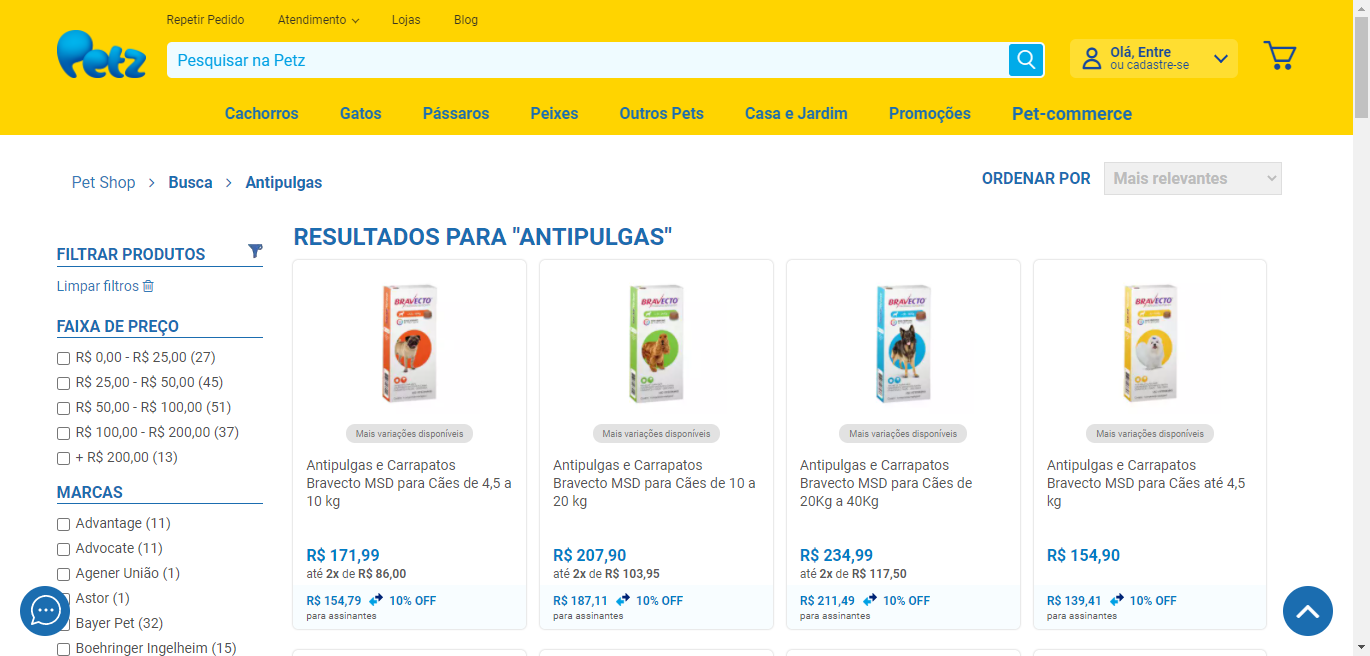 Repetir Pedido Atendimento Lojas Blog
Petz
Pesquisar na Petz
Olá, Entre
ou cadastre-se
Cachorros Gatos Pássaros Peixes Outros Pets Casa e Jardim Promoções Pet-commerce
Pet Shop > Busca > Antipulgas
ORDENAR POR Mais relevantes
FILTRAR PRODUTOS
Limpar filtros
FAIXA DE PREÇO
R$ 0,00 - R$ 25,00 (27)
R$ 25,00 - R$ 50,00 (45)
R$ 50,00 - R$ 100,00 (51)
R$ 100,00 - R$ 200,00 (37)
+ R$ 200,00 (13)
MARCAS
Advantage (11)
Advocate (11)
Agener União (1)
Astor (1)
Bayer Pet (32)
Boehringer Ingelheim (15)
RESULTADOS PARA "ANTIPULGAS"
BRAVECTO
Mais variações disponíveis
Antipulgas e Carrapatos
Bravecto MSD para Cães de 4,5 a
10 kg
R$ 171,99
até 2x de R$ 86,00
R$ 154,79 10% OFF
para assinantes
BRAVECTO
Mais variações disponíveis
Antipulgas e Carrapatos
Bravecto MSD para Cães de 10 a
20 kg
R$ 207,90
até 2x de R$ 103,95
R$ 187,11 10% OFF
para assinantes
BRAVECTO
Mais variações disponíveis
Antipulgas e Carrapatos
Bravecto MSD para Cães de
20Kg a 40Kg
R$ 234,99
até 2x de R$ 117,50
R$ 211,49 10% OFF
para assinantes
BRAVECTO
Mais variações disponíveis
Antipulgas e Carrapatos
Bravecto MSD para Cães até 4,5
kg
R$ 154,90
R$ 139,41 10% OFF
para assinantes